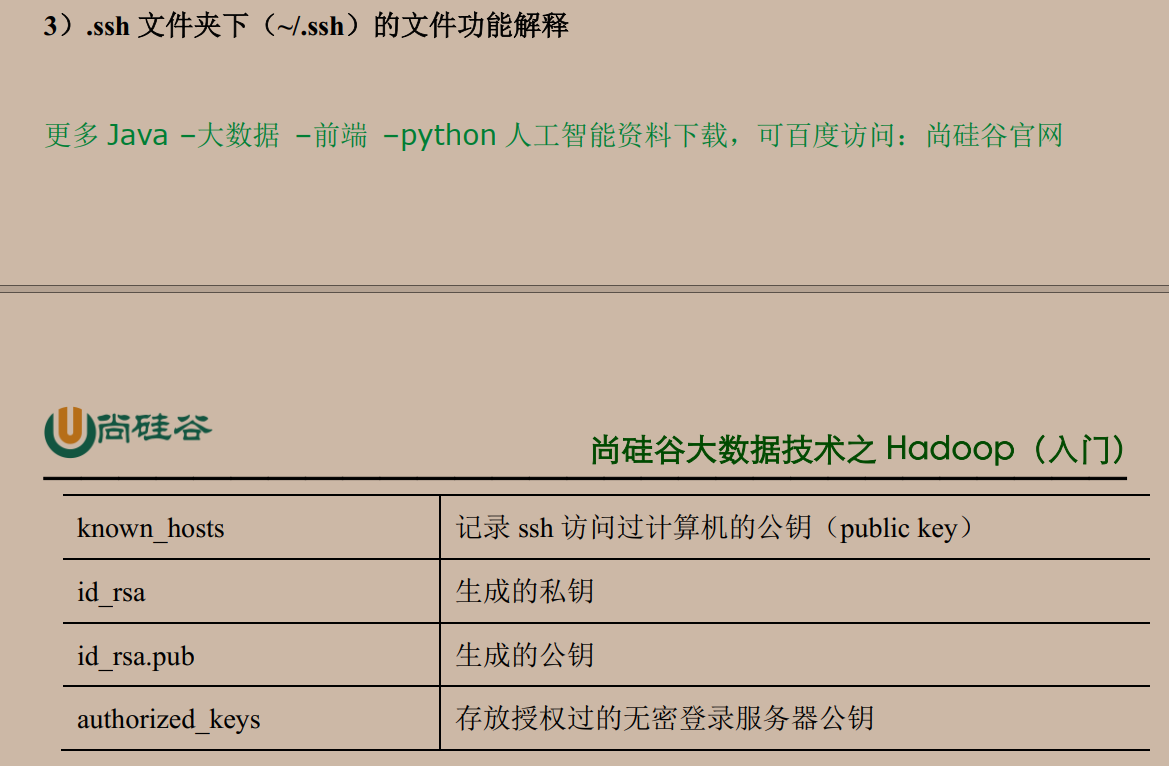 3）.ssh 文件夹下（~/.ssh）的文件功能解释
更多 Java –大数据 –前端 –python 人工智能资料下载，可百度访问：尚硅谷官网
尚硅谷
尚硅谷大数据技术之 Hadoop（入门）
known_hosts 记录 ssh 访问过计算机的公钥（public key）
id_rsa 生成的私钥
id_rsa.pub 生成的公钥
authorized_keys 存放授权过的无密登录服务器公钥